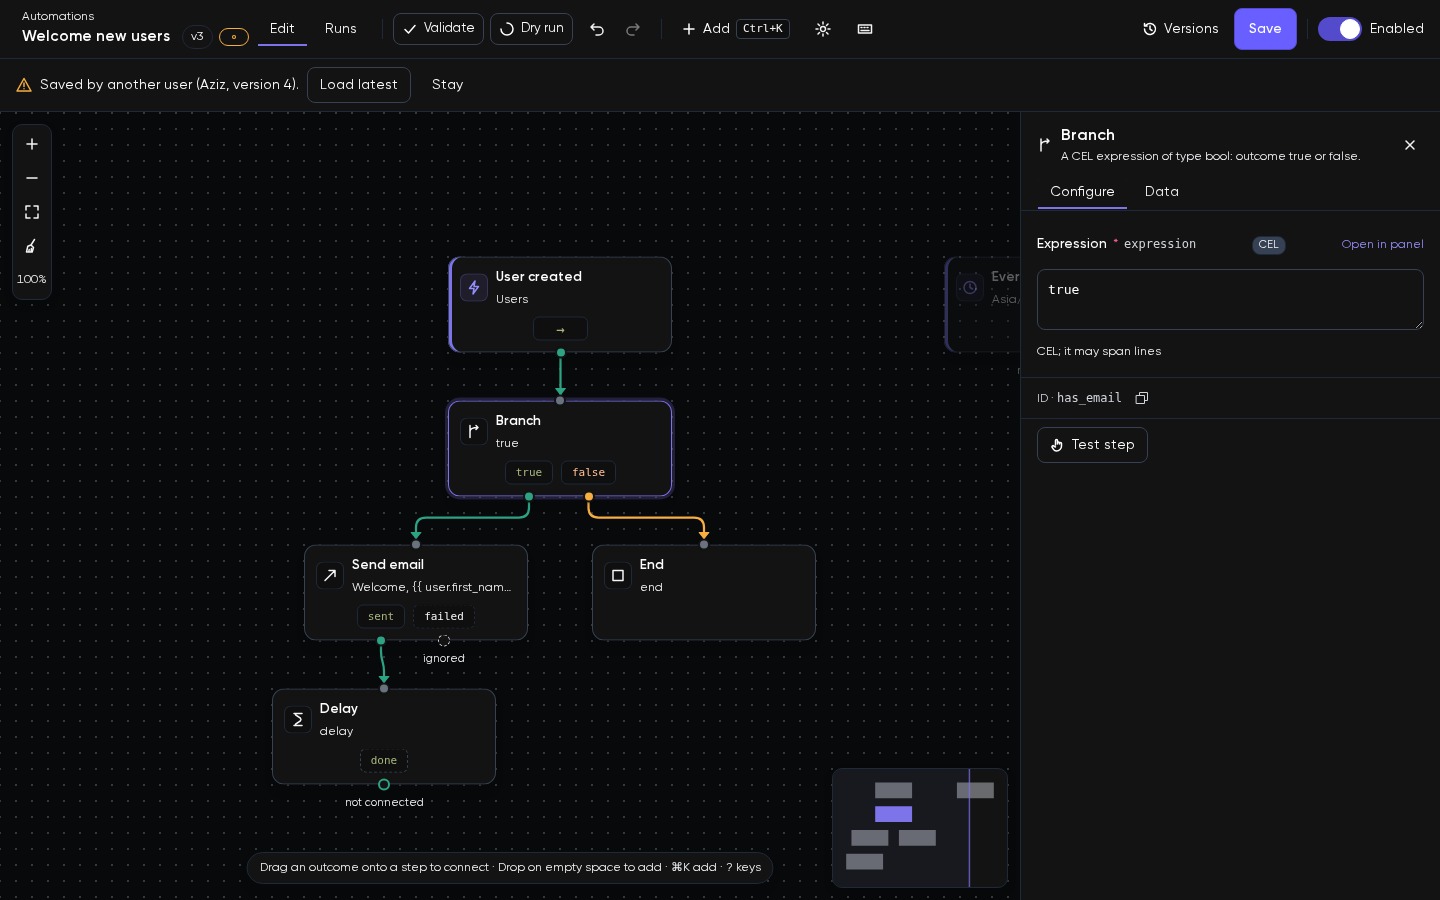 Automations
Welcome new users
v3
Edit
Runs
Validate
Dry run
Add
Ctrl+K
Versions
Save
Enabled
Saved by another user (Aziz, version 4).
Load latest
Stay
100%
User created
Users
→
Branch
true
true
false
Send email
Welcome, {{ user.first_nam...
sent
failed
ignored
End
end
Delay
delay
done
not connected
Asia/
Drag an outcome onto a step to connect · Drop on empty space to add · ⌘K add · ? keys
Branch
A CEL expression of type bool: outcome true or false.
Configure
Data
Expression * expression
CEL
Open in panel
true
CEL; it may span lines
ID · has_email
Test step